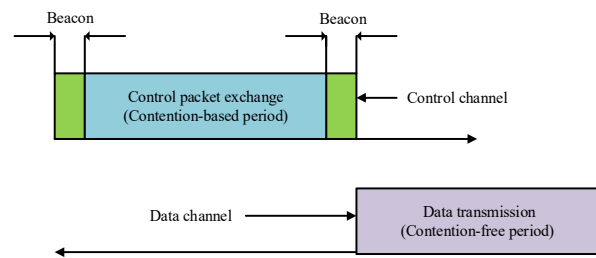 Beacon
Beacon
Control packet exchange
(Contention-based period)
Control channel
Data channel
Data transmission
(Contention-free period)